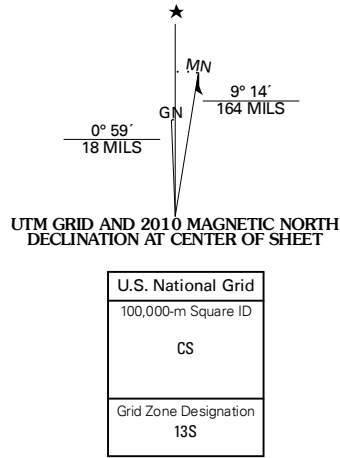 ★
MN
GN
9° 14´
164 MILS
0° 59´
18 MILS
UTM GRID AND 2010 MAGNETIC NORTH
DECLINATION AT CENTER OF SHEET
U.S. National Grid
100,000-m Square ID
CS
Grid Zone Designation
13S